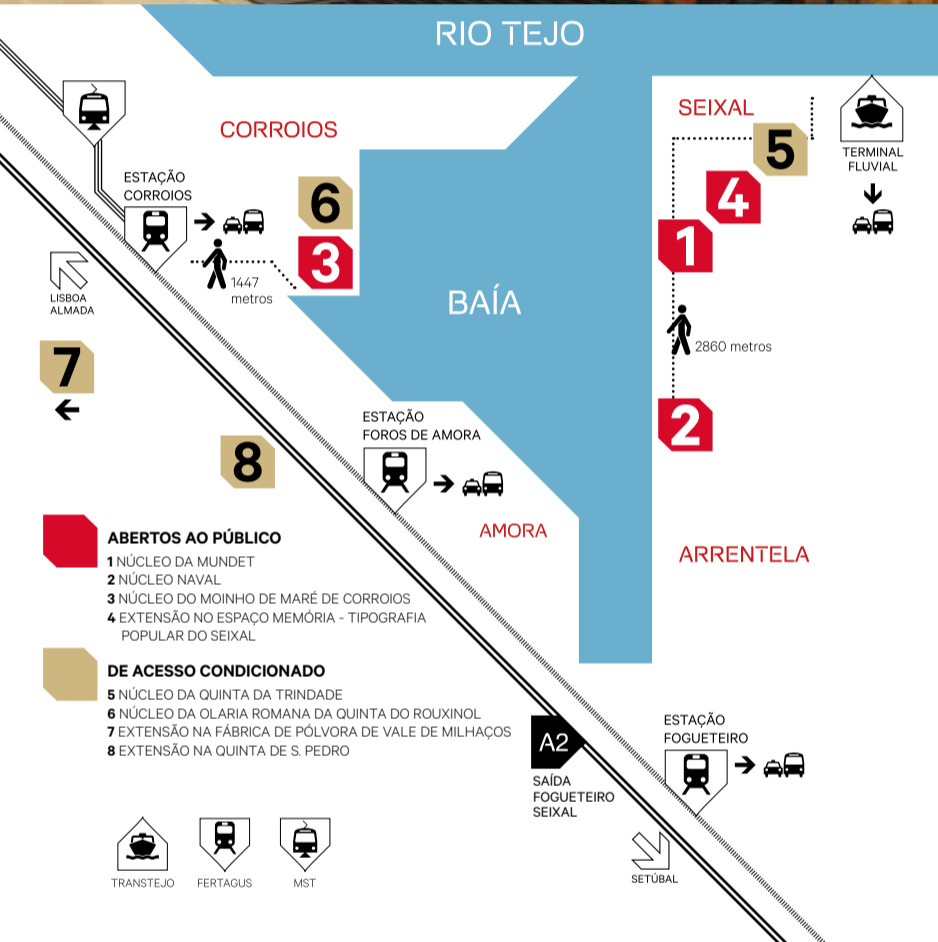 RIO TEJO
CORROIOS
SEIXAL
5
TERMINAL
FLUVIAL
ESTAÇÃO
CORROIOS
6
4
3
1
1447
metros
LISBOA
ALMADA
BAÍA
2860 metros
7
2
ESTAÇÃO
FOROS DE AMORA
8
AMORA
ARRENTELA
ABERTOS AO PÚBLICO
1 NÚCLEO DA MUNDET
2 NÚCLEO NAVAL
3 NÚCLEO DO MOINHO DE MARÉ DE CORROIOS
4 EXTENSÃO NO ESPAÇO MEMÓRIA - TIPOGRAFIA
POPULAR DO SEIXAL
DE ACESSO CONDICIONADO
5 NÚCLEO DA QUINTA DA TRINDADE
6 NÚCLEO DA OLARIA ROMANA DA QUINTA DO ROUXINOL
7 EXTENSÃO NA FÁBRICA DE PÓLVORA DE VALE DE MILHAÇOS
8 EXTENSÃO NA QUINTA DE S. PEDRO
A2
SAÍDA
FOGUETEIRO
SEIXAL
ESTAÇÃO
FOGUETEIRO
SETÚBAL
TRANSTEJO
FERTAGUS
MST